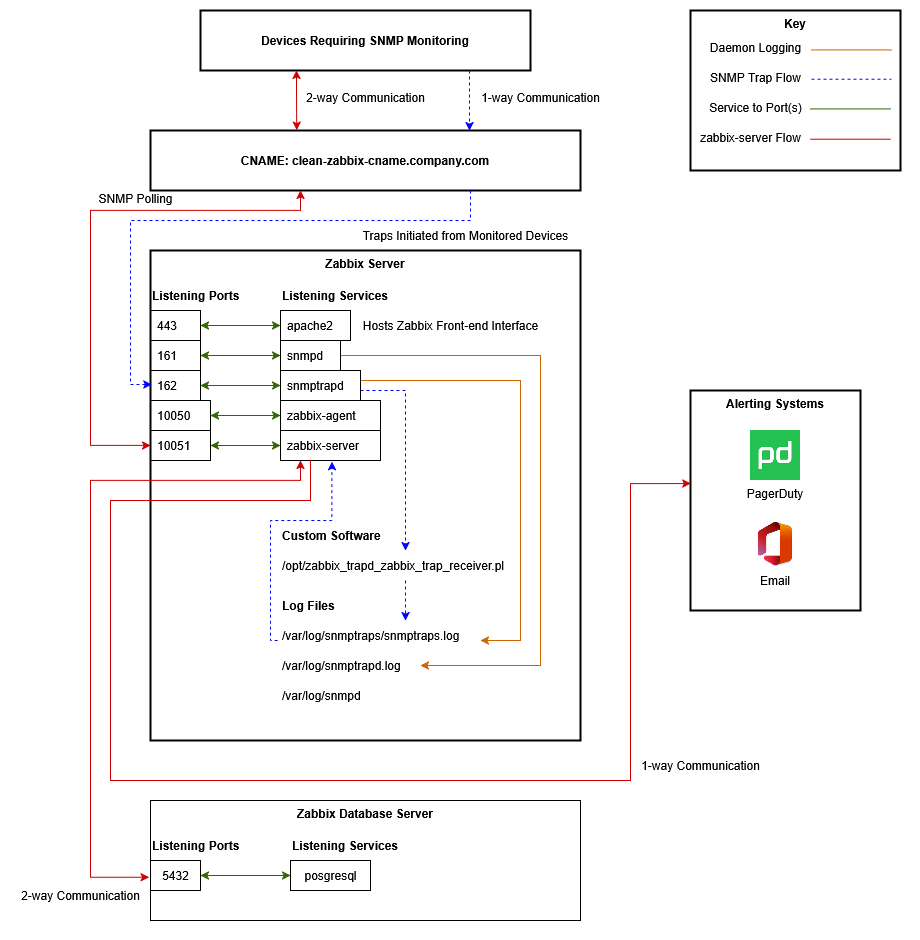 Devices Requiring SNMP Monitoring
Key
Daemon Logging
SNMP Trap Flow
Service to Port(s)
zabbix-server Flow
2-way Communication
1-way Communication
CNAME: clean-zabbix-cname.company.com
SNMP Polling
Traps Initiated from Monitored Devices
Zabbix Server
Listening Ports
Listening Services
443
apache2
Hosts Zabbix Front-end Interface
161
snmpd
162
snmptrapd
10050
zabbix-agent
10051
zabbix-server
Custom Software
/opt/zabbix_trapd_zabbix_trap_receiver.pl
Log Files
/var/log/snmptraps/snmptraps.log
/var/log/snmptrapd.log
/var/log/snmpd
Alerting Systems
pd
PagerDuty
Email
1-way Communication
Zabbix Database Server
Listening Ports
Listening Services
5432
posgresql
2-way Communication